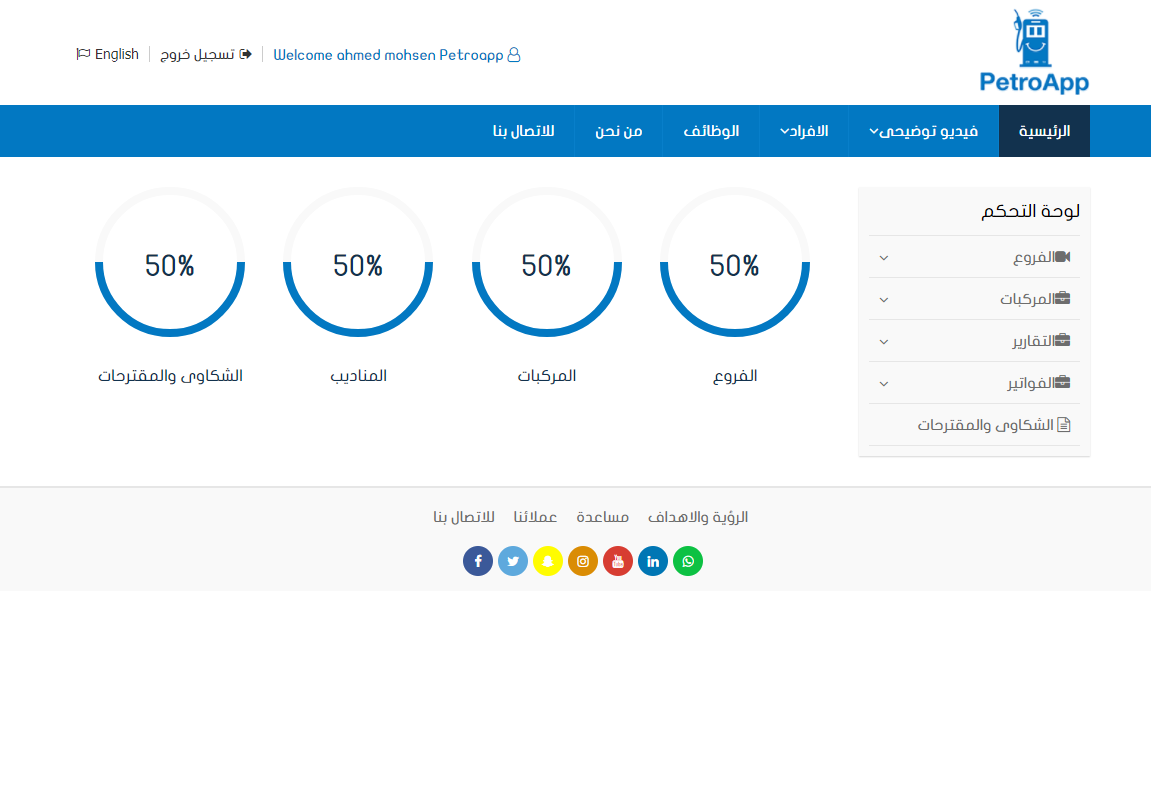 PetroApp
Welcome ahmed mohsen Petroapp
تسجيل خروج
English
الرئيسية
فيديو توضيحى
الافراد
الوظائف
من نحن
للاتصال بنا
لوحة التحكم
الفروع
المركبات
التقارير
الفواتير
الشكاوى والمقترحات
50%
50%
50%
50%
الفروع
المركبات
المناديب
الشكاوى والمقترحات
الرؤية والاهداف
مساعدة
عملائنا
للاتصال بنا